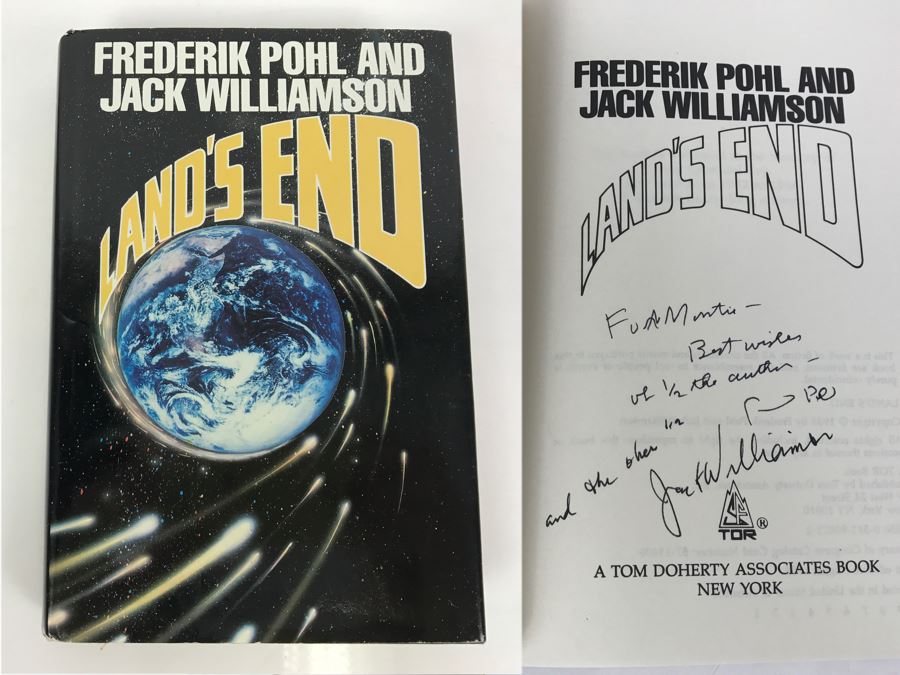 FREDERIK POHL AND
JACK WILLIAMSON
LAND'S END
FREDERIK POHL AND
JACK WILLIAMSON
LAND'S END
Best wishes
of 1/2 the author –
and the other 1/2
Jack Williamson
TOR®
A TOM DOHERTY ASSOCIATES BOOK
NEW YORK